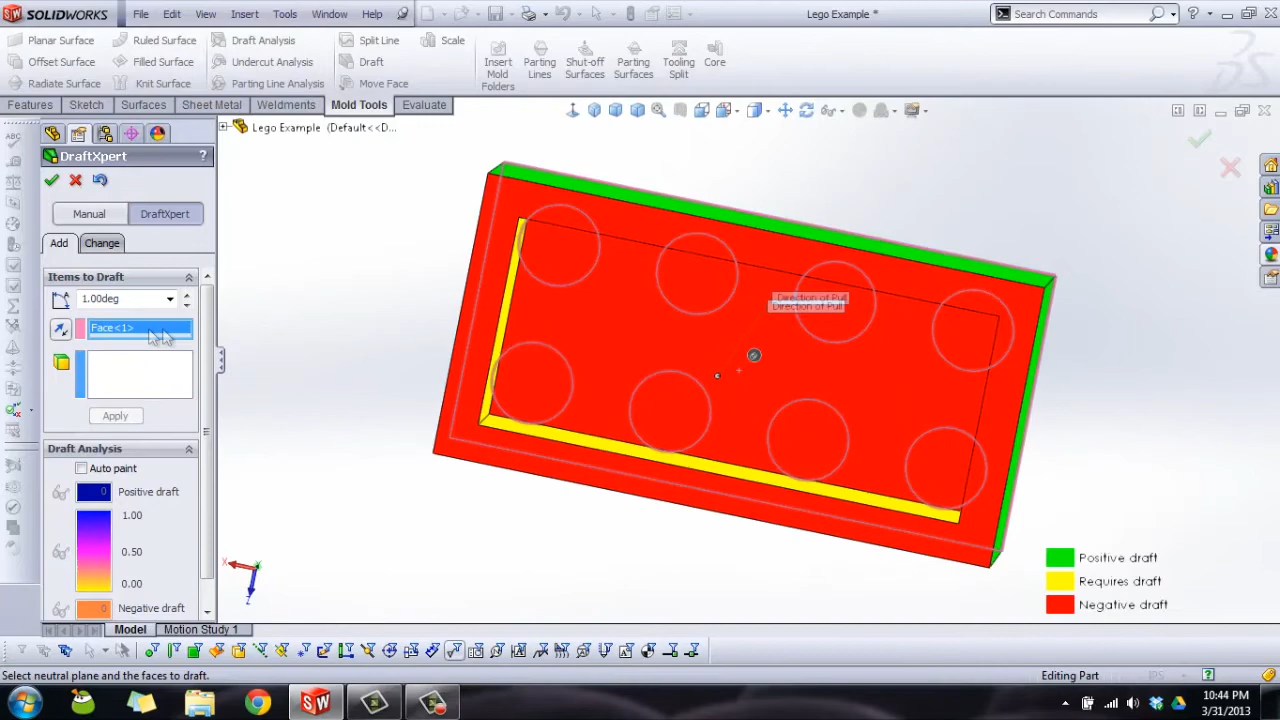 SOLIDWORKS File Edit View Insert Tools Window Help Lego Example * Search Commands
Planar Surface Ruled Surface Draft Analysis Split Line Scale
Offset Surface Filled Surface Undercut Analysis Draft
Radiate Surface Knit Surface Parting Line Analysis Move Face
Insert Mold Folders
Parting Lines
Shut-off Surfaces
Parting Surfaces
Tooling Split
Core
Features Sketch Surfaces Sheet Metal Weldments Mold Tools Evaluate
Lego Example (Default<<D...
DraftXpert ?
Manual DraftXpert
Add Change
Items to Draft
1.00deg
Face<1>
Apply
Draft Analysis
Auto paint
0 Positive draft
1.00
0.50
0.00
0 Negative draft
Direction of Pull
Direction of Pull
X
Z
Positive draft
Requires draft
Negative draft
Model Motion Study 1
Select neutral plane and the faces to draft. Editing Part IPS
10:44 PM
3/31/2013